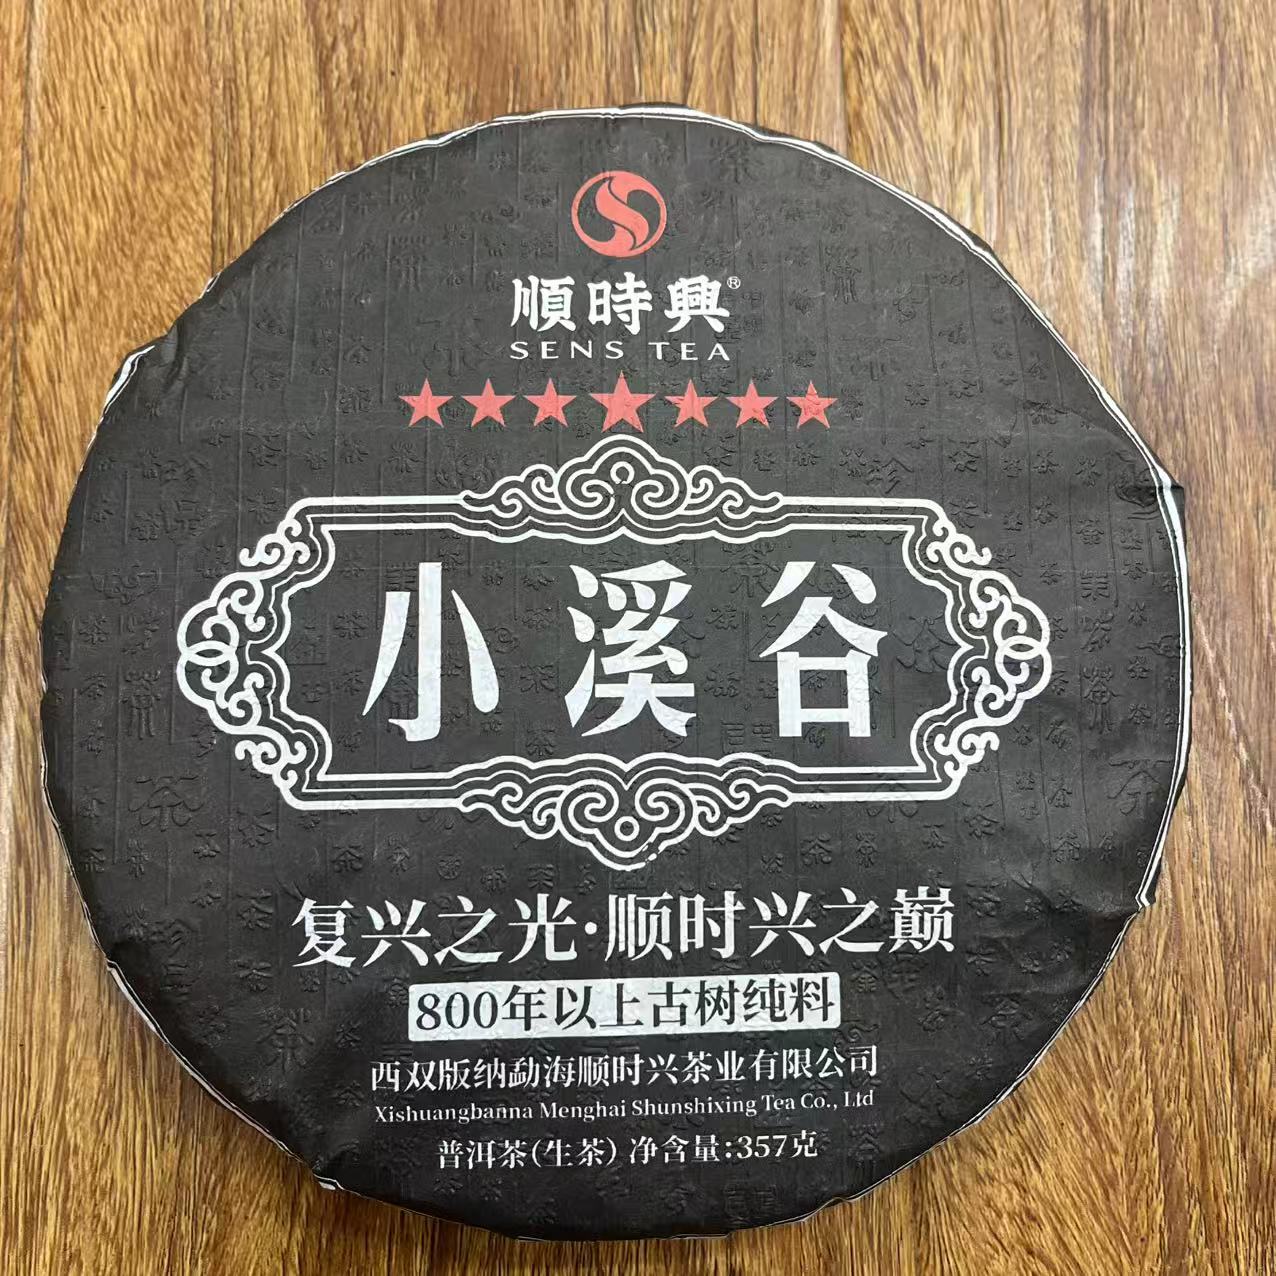 順時興®
SENS TEA
小溪谷
复兴之光·顺时兴之巅
800年以上古树纯料
西双版纳勐海顺时兴茶业有限公司
Xishuangbanna Menghai Shunshixing Tea Co., Ltd
普洱茶(生茶) 净含量:357克